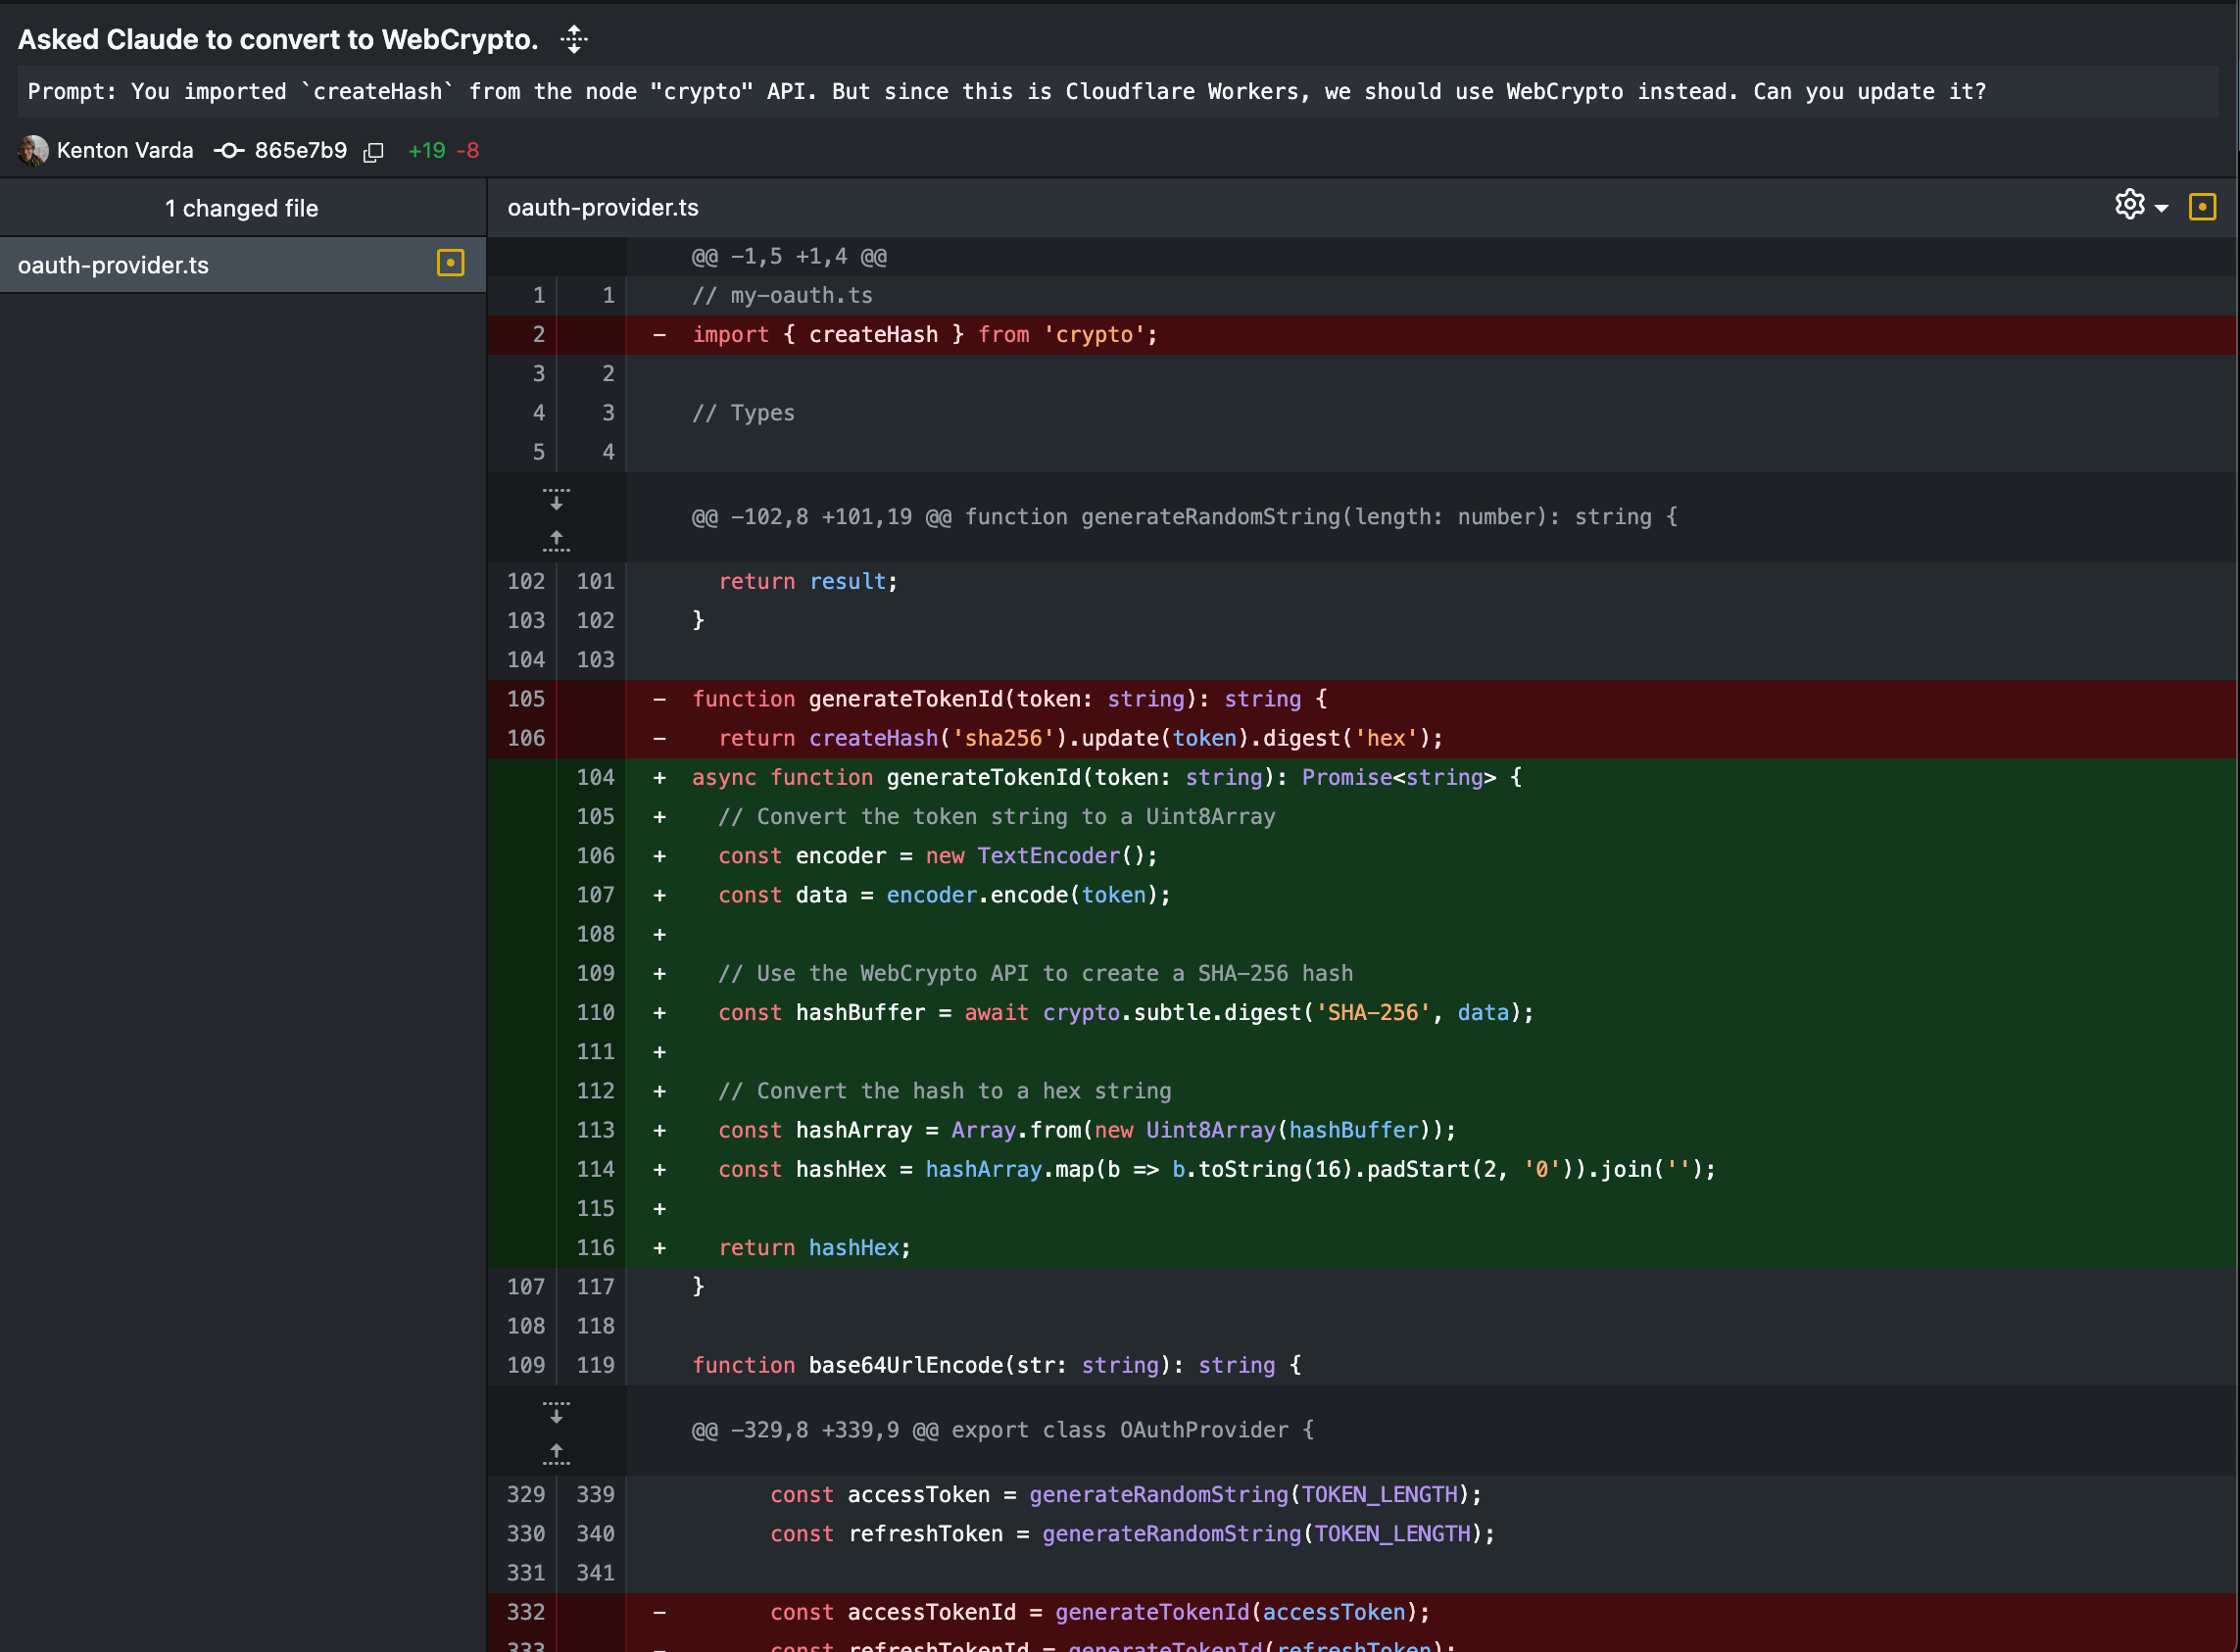 Asked Claude to convert to WebCrypto.
Prompt: You imported `createHash` from the node "crypto" API. But since this is Cloudflare Workers, we should use WebCrypto instead. Can you update it?
Kenton Varda 865e7b9 +19 -8
1 changed file
oauth-provider.ts
oauth-provider.ts
@@ -1,5 +1,4 @@
1 1 // my-oauth.ts
2 - import { createHash } from 'crypto';
3 2
4 3 // Types
5 4
@@ -102,8 +101,19 @@ function generateRandomString(length: number): string {
102 101 return result;
103 102 }
104 103
105 - function generateTokenId(token: string): string {
106 - return createHash('sha256').update(token).digest('hex');
104 + async function generateTokenId(token: string): Promise<string> {
105 + // Convert the token string to a Uint8Array
106 + const encoder = new TextEncoder();
107 + const data = encoder.encode(token);
108 +
109 + // Use the WebCrypto API to create a SHA-256 hash
110 + const hashBuffer = await crypto.subtle.digest('SHA-256', data);
111 +
112 + // Convert the hash to a hex string
113 + const hashArray = Array.from(new Uint8Array(hashBuffer));
114 + const hashHex = hashArray.map(b => b.toString(16).padStart(2, '0')).join('');
115 +
116 + return hashHex;
107 117 }
108 118
109 119 function base64UrlEncode(str: string): string {
@@ -329,8 +339,9 @@ export class OAuthProvider {
329 339 const accessToken = generateRandomString(TOKEN_LENGTH);
330 340 const refreshToken = generateRandomString(TOKEN_LENGTH);
331 341
332 - const accessTokenId = generateTokenId(accessToken);
333 - const refreshTokenId = generateTokenId(refreshToken);